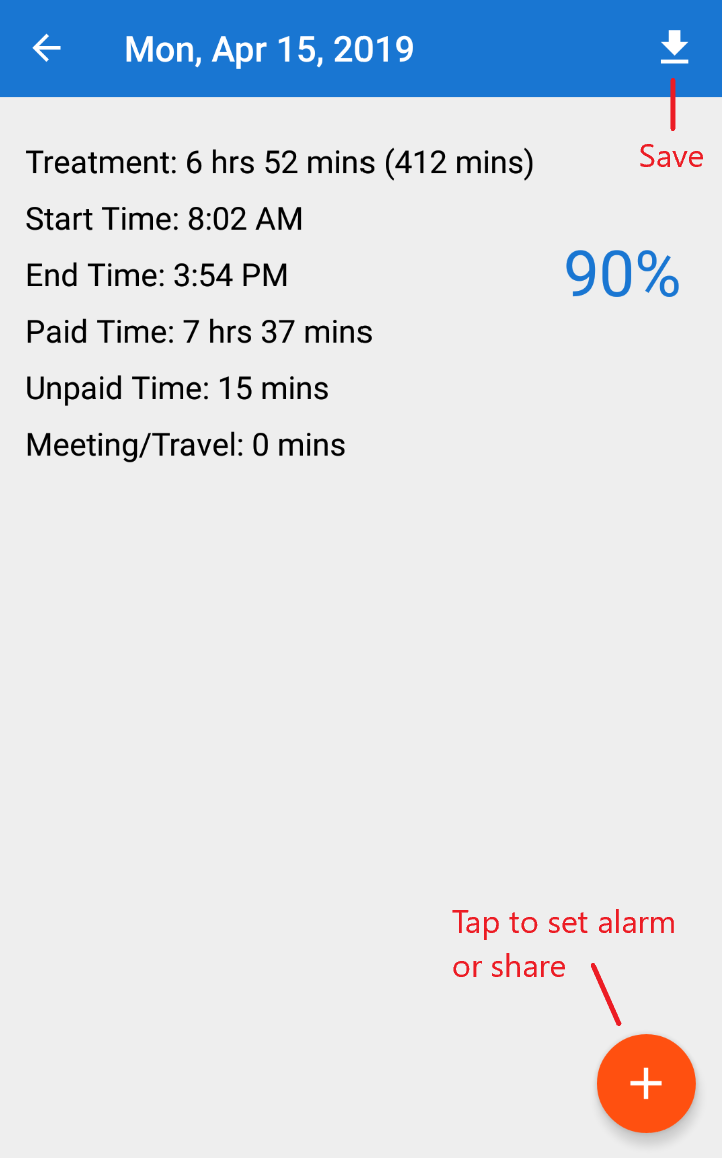 Mon, Apr 15, 2019
Save
Treatment: 6 hrs 52 mins (412 mins)
Start Time: 8:02 AM
End Time: 3:54 PM
90%
Paid Time: 7 hrs 37 mins
Unpaid Time: 15 mins
Meeting/Travel: 0 mins
Tap to set alarm
or share